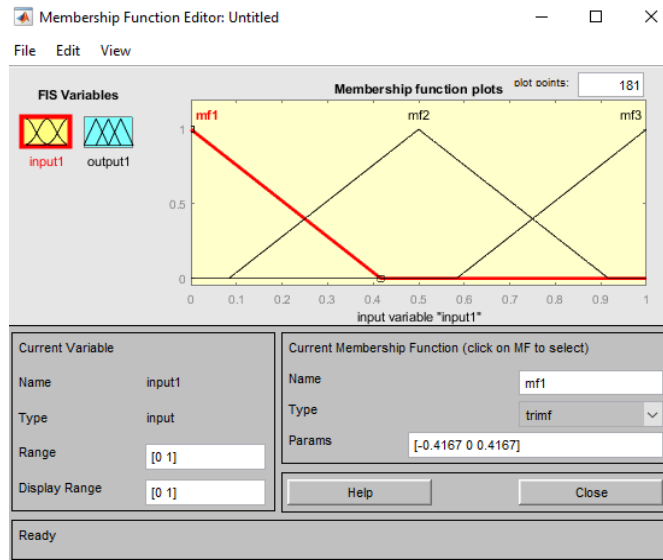 Membership Function Editor: Untitled
File Edit View
FIS Variables
input1 output1
Membership function plots plot points: 181
mf1 mf2 mf3
1
0.5
0
0 0.1 0.2 0.3 0.4 0.5 0.6 0.7 0.8 0.9 1
input variable "input1"
Current Variable
Name input1
Type input
Range [0 1]
Display Range [0 1]
Current Membership Function (click on MF to select)
Name mf1
Type trimf
Params [-0.4167 0 0.4167]
Help Close
Ready